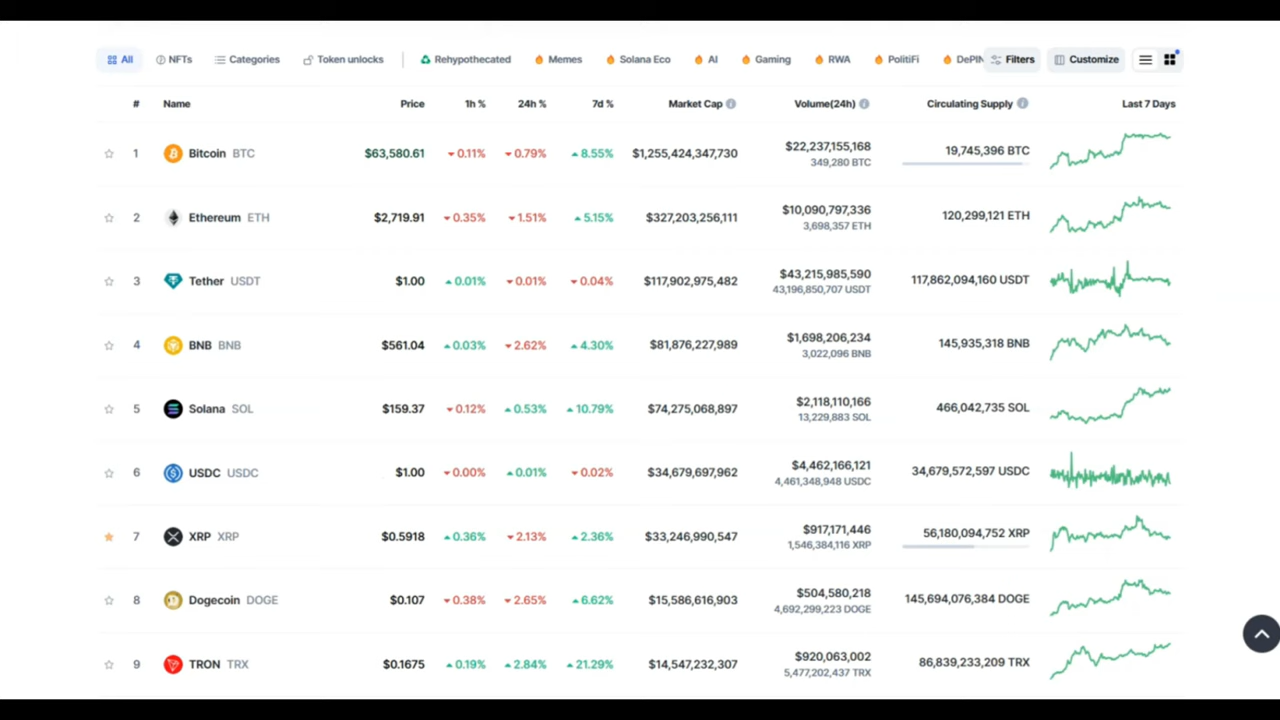 All NFTs Categories Token unlocks Rehypothecated Memes Solana Eco AI Gaming RWA PolitiFi DePIN Filters Customize
# Name Price 1h % 24h % 7d % Market Cap Volume(24h) Circulating Supply Last 7 Days
1 Bitcoin BTC $63,580.61 0.11% 0.79% 8.55% $1,255,424,347,730 $22,237,155,168 19,745,396 BTC
349,280 BTC
2 Ethereum ETH $2,719.91 0.35% 1.51% 5.15% $327,203,256,111 $10,090,797,336 120,299,121 ETH
3,698,357 ETH
3 Tether USDT $1.00 0.01% 0.01% 0.04% $117,902,975,482 $43,215,985,590 117,862,094,160 USDT
43,196,850,707 USDT
4 BNB BNB $561.04 0.03% 2.62% 4.30% $81,876,227,989 $1,698,206,234 145,935,318 BNB
3,022,096 BNB
5 Solana SOL $159.37 0.12% 0.53% 10.79% $74,275,068,897 $2,118,110,166 466,042,735 SOL
13,229,883 SOL
6 USDC USDC $1.00 0.00% 0.01% 0.02% $34,679,697,962 $4,462,166,121 34,679,572,597 USDC
4,461,348,948 USDC
7 XRP XRP $0.5918 0.36% 2.13% 2.36% $33,246,990,547 $917,171,446 56,180,094,752 XRP
1,546,384,116 XRP
8 Dogecoin DOGE $0.107 0.38% 2.65% 6.62% $15,586,616,903 $504,580,218 145,694,076,384 DOGE
4,692,299,223 DOGE
9 TRON TRX $0.1675 0.19% 2.84% 21.29% $14,547,232,307 $920,063,002 86,839,233,209 TRX
5,477,202,437 TRX